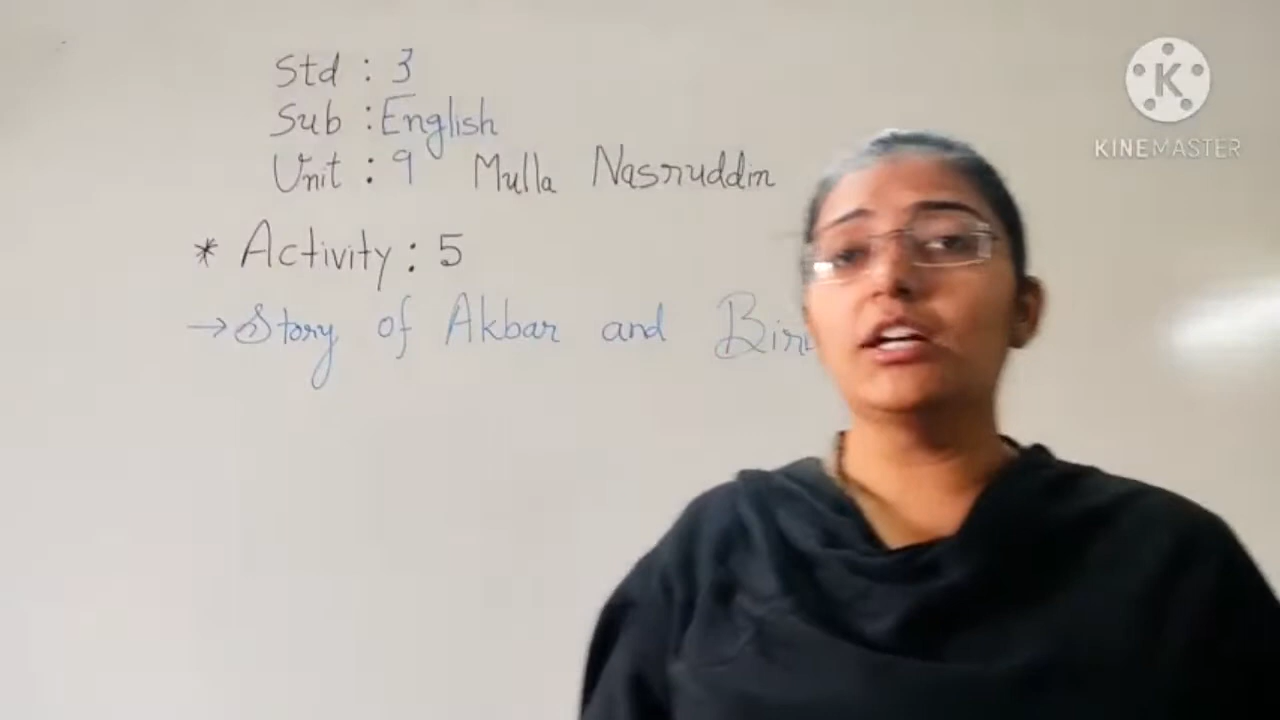 Std : 3
Sub : English
Unit : 9 Mulla Nasruddin
* Activity : 5
→ Story of Akbar and
K
KINEMASTER